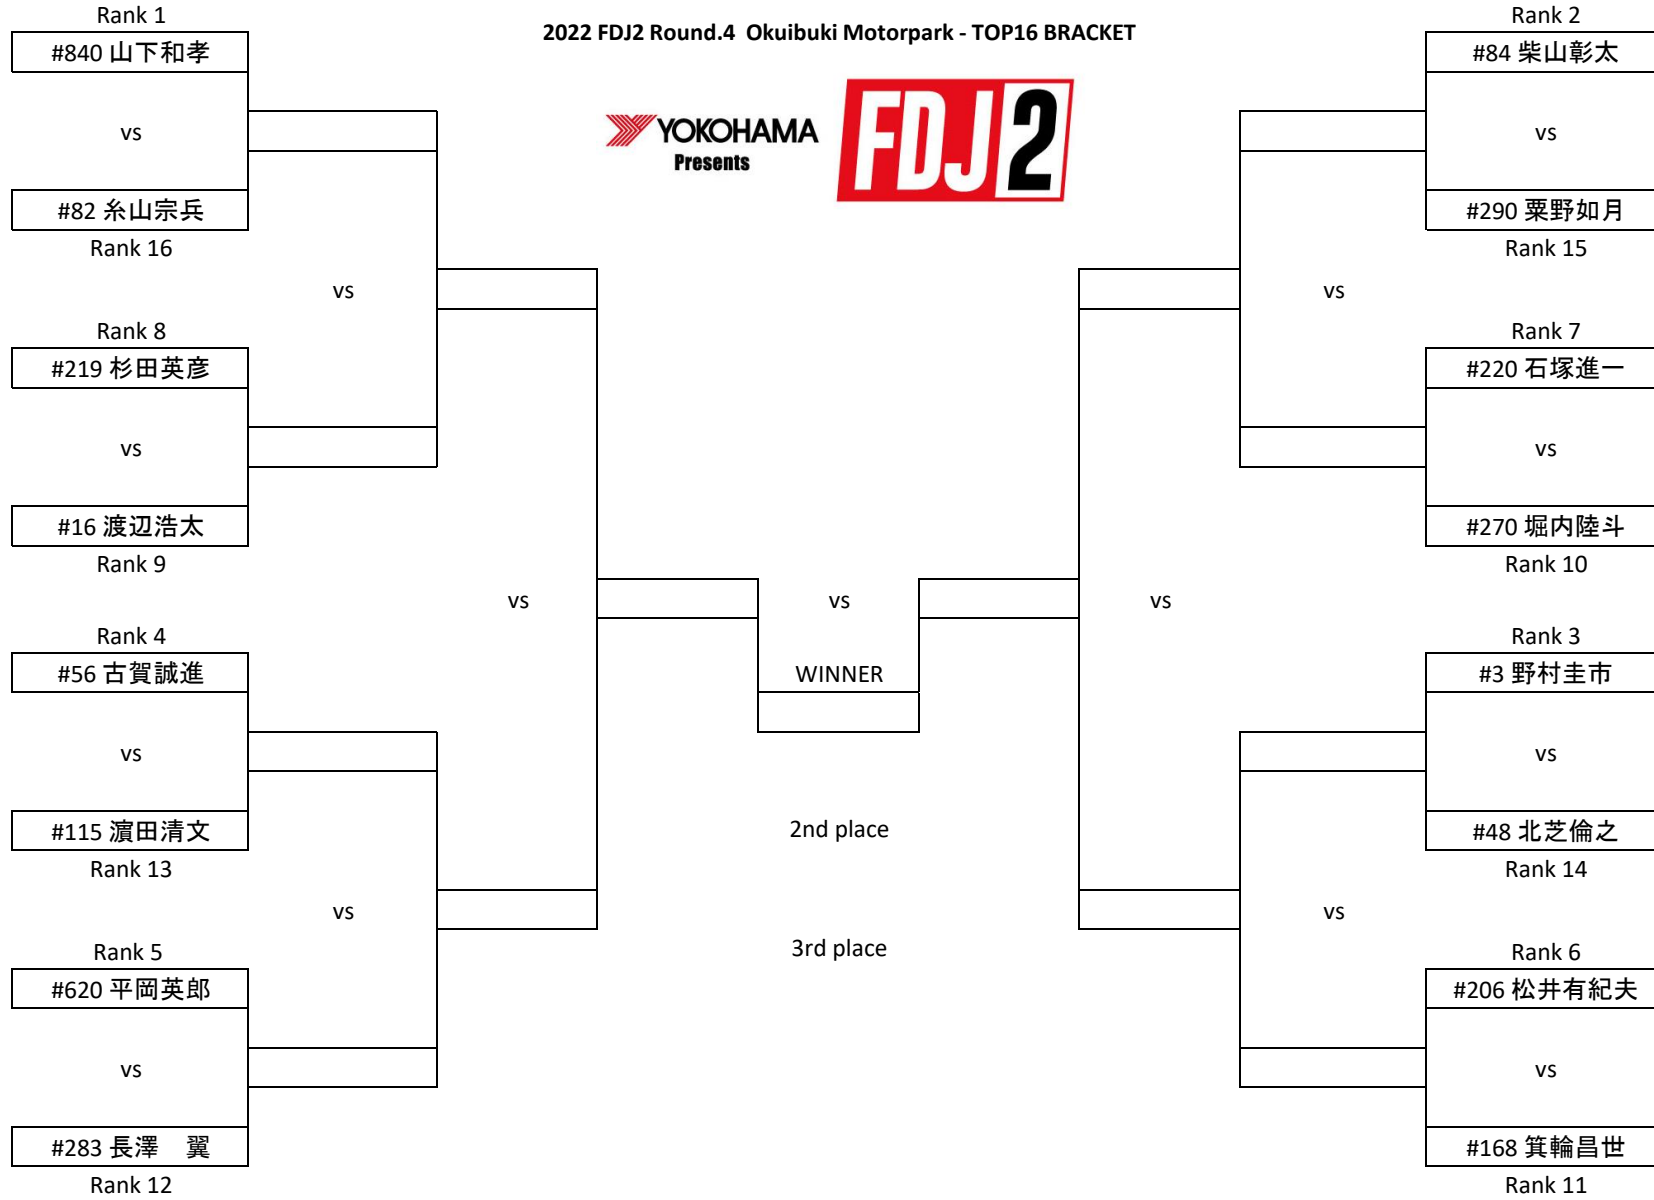 2022 FDJ2 Round.4  Okuibuki Motorpark - TOP16 BRACKET
YOKOHAMA
Presents
FDJ2
Rank 1
#840 山下和孝
vs
#82 糸山宗兵
Rank 16
vs
Rank 8
#219 杉田英彦
vs
#16 渡辺浩太
Rank 9
vs
Rank 4
#56 古賀誠進
vs
#115 濵田清文
Rank 13
vs
Rank 5
#620 平岡英郎
vs
#283 長澤　翼
Rank 12
vs
WINNER
2nd place
3rd place
Rank 2
#84 柴山彰太
vs
#290 粟野如月
Rank 15
vs
Rank 7
#220 石塚進一
vs
#270 堀内陸斗
Rank 10
vs
Rank 3
#3 野村圭市
vs
#48 北芝倫之
Rank 14
vs
Rank 6
#206 松井有紀夫
vs
#168 箕輪昌世
Rank 11